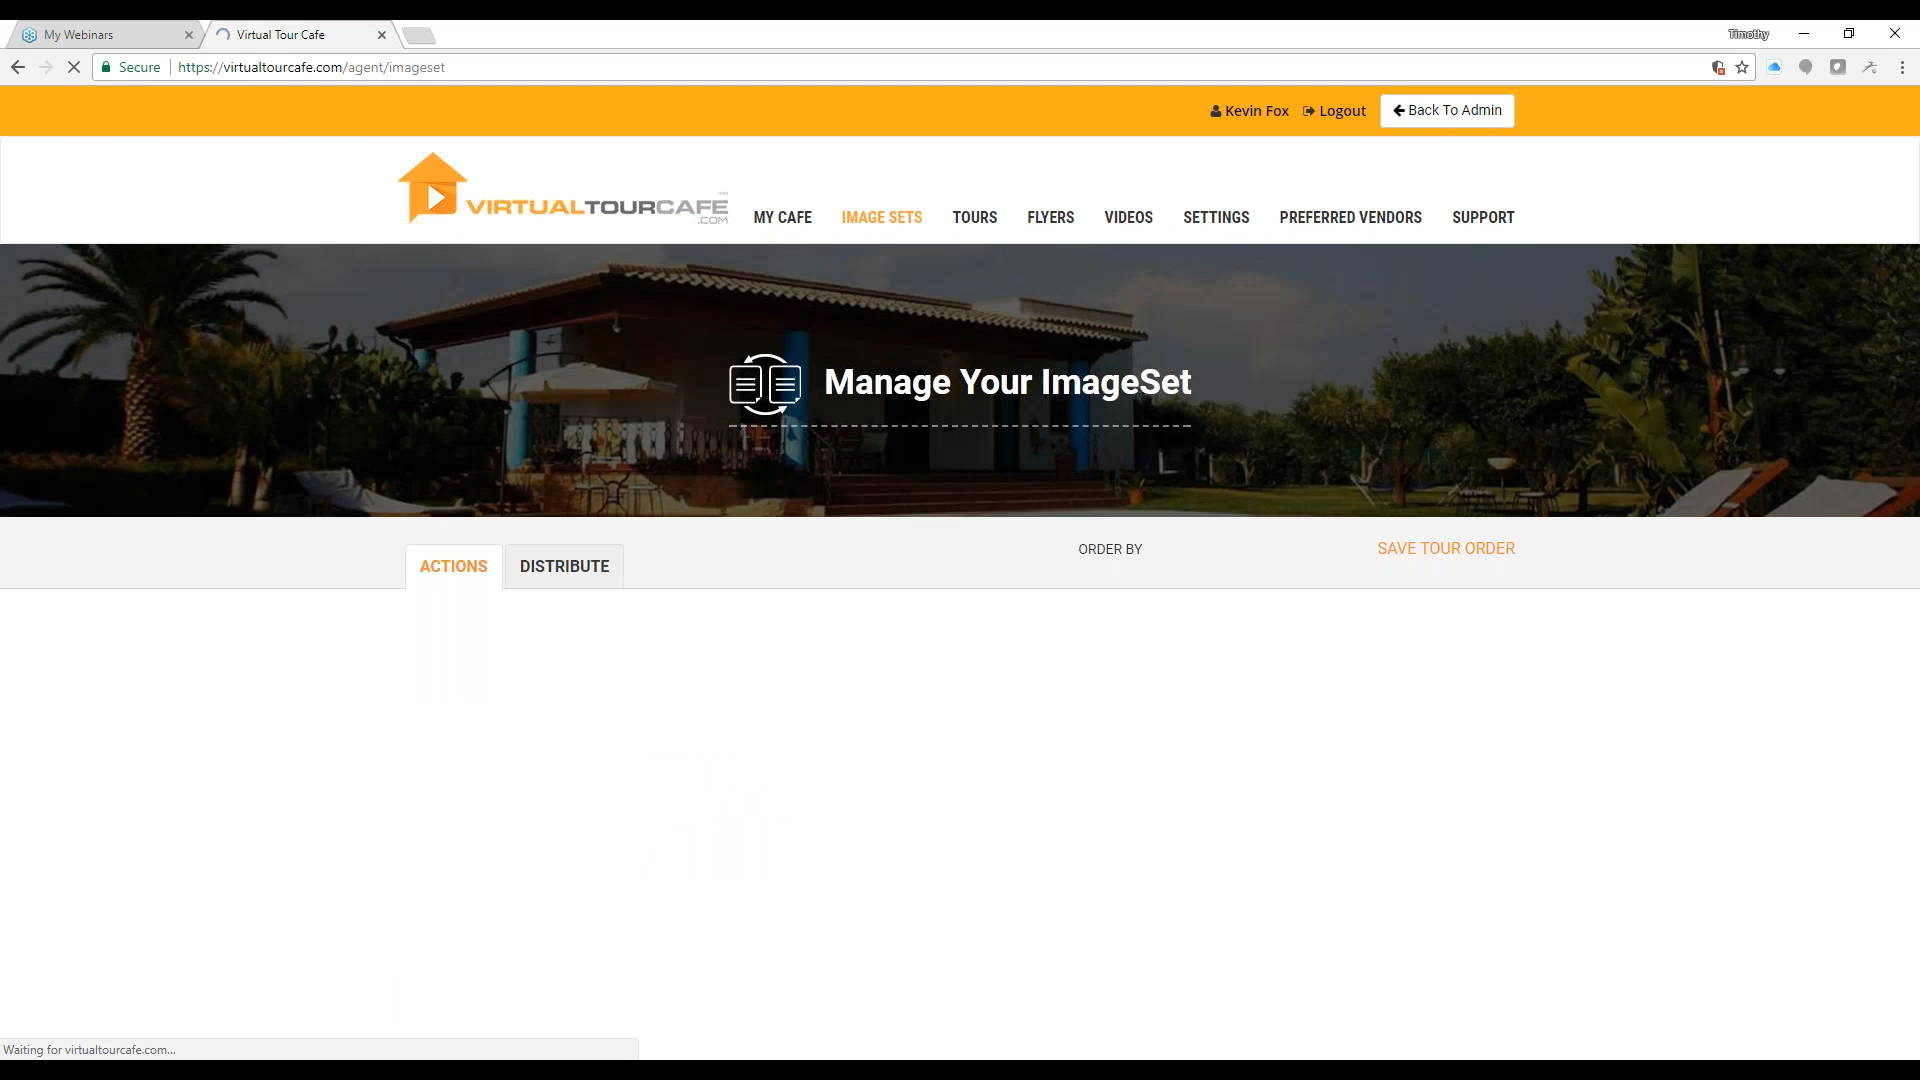 My Webinars
Virtual Tour Cafe
Timothy
Secure
https://virtualtourcafe.com/agent/imageset
Kevin Fox
Logout
Back To Admin
VIRTUALTOURCAFE
TM
.COM
MY CAFE
IMAGE SETS
TOURS
FLYERS
VIDEOS
SETTINGS
PREFERRED VENDORS
SUPPORT
Manage Your ImageSet
ACTIONS
DISTRIBUTE
ORDER BY
SAVE TOUR ORDER
Waiting for virtualtourcafe.com...